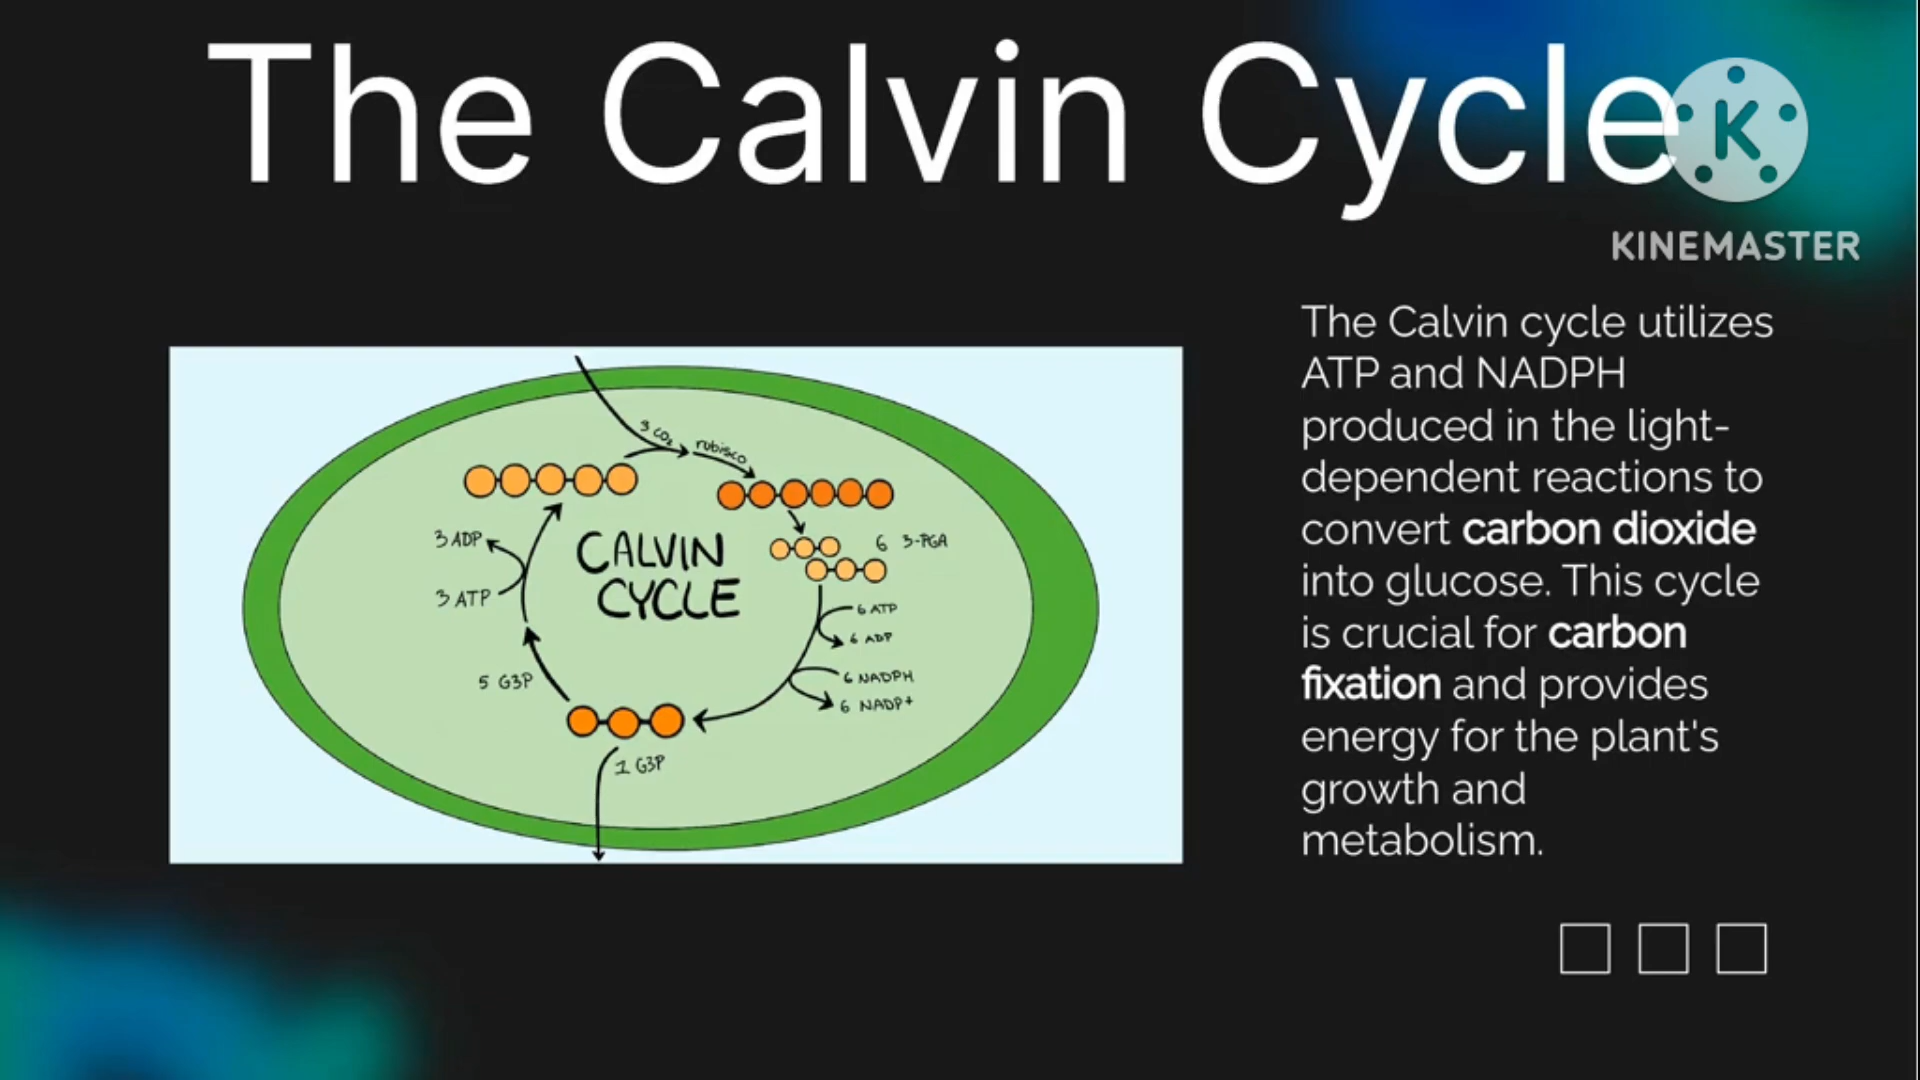 The Calvin Cycle
K
KINEMASTER
The Calvin cycle utilizes
ATP and NADPH
produced in the light-
dependent reactions to
convert carbon dioxide
into glucose. This cycle
is crucial for carbon
fixation and provides
energy for the plant's
growth and
metabolism.
3 CO₂
rubisco
CALVIN
CYCLE
6 3-PGA
6 ATP
6 ADP
6 NADPH
6 NADP+
1 G3P
5 G3P
3 ATP
3 ADP